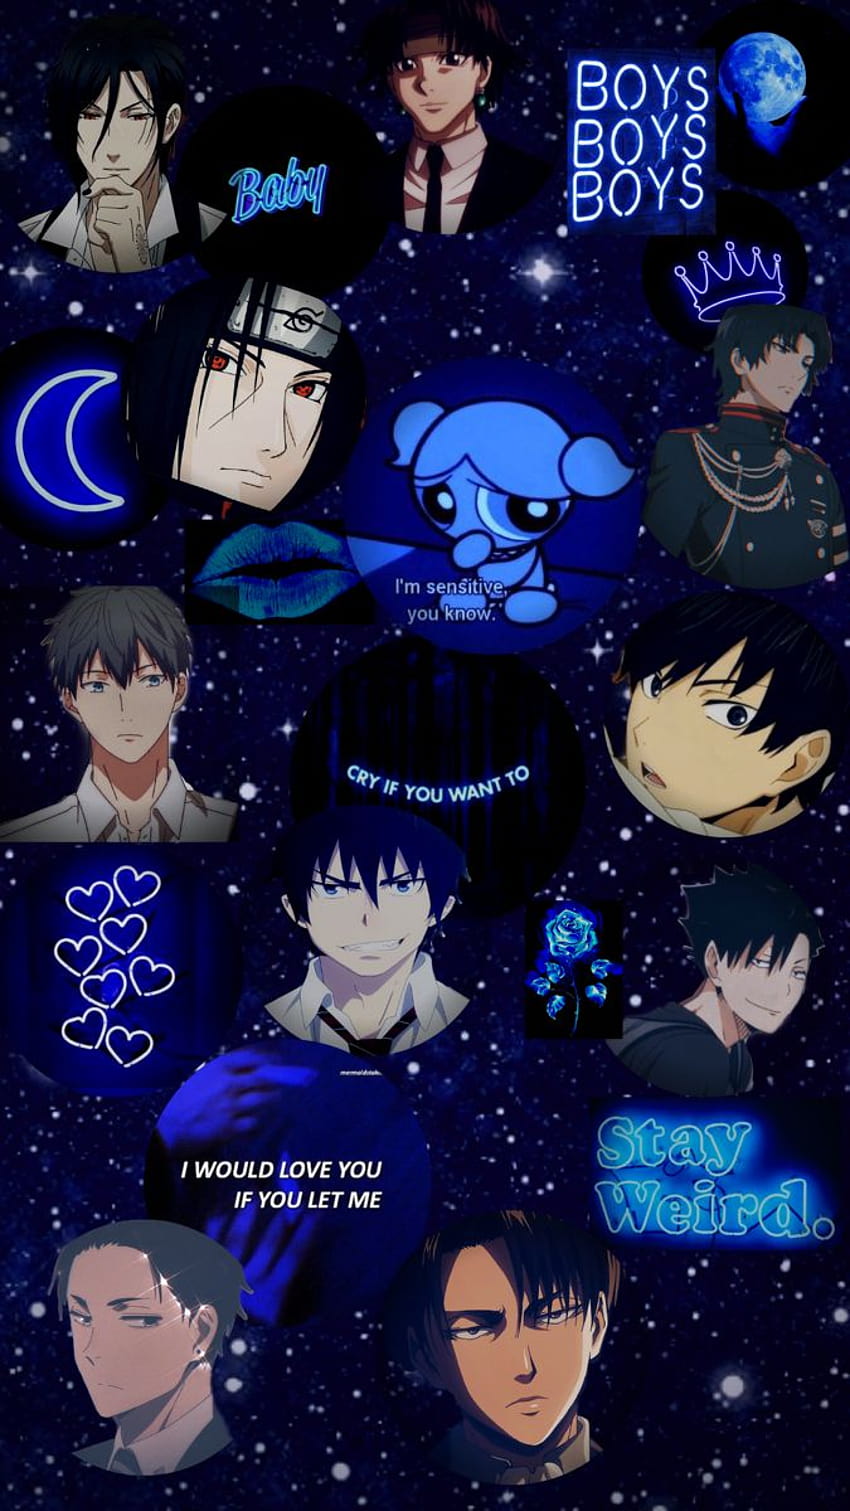 Baby
BOYS
BOYS
BOYS
I'm sensitive,
you know.
CRY IF YOU WANT TO
I WOULD LOVE YOU
IF YOU LET ME
Stay
Weird.